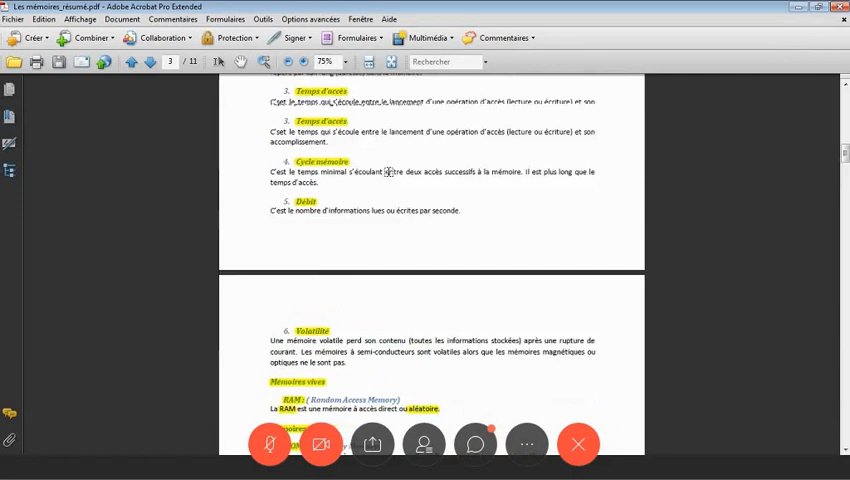 Les mémoires_résumé.pdf - Adobe Acrobat Pro Extended
Fichier Edition Affichage Document Commentaires Formulaires Outils Options avancées Fenêtre Aide
Créer Combiner Collaboration Protection Signer Formulaires Multimédia Commentaires
3 / 11 75% Rechercher
3. Temps d'accès
C'set le temps qui s'écoule entre le lancement d'une opération d'accès (lecture ou écriture) et son
3. Temps d'accès
C'set le temps qui s'écoule entre le lancement d'une opération d'accès (lecture ou écriture) et son
accomplissement.
4. Cycle mémoire
C'est le temps minimal s'écoulant entre deux accès successifs à la mémoire. Il est plus long que le
temps d'accès.
5. Débit
C'est le nombre d'informations lues ou écrites par seconde.
6. Volatilité
Une mémoire volatile perd son contenu (toutes les informations stockées) après une rupture de
courant. Les mémoires à semi-conducteurs sont volatiles alors que les mémoires magnétiques ou
optiques ne le sont pas.
Mémoires vives
RAM : ( Random Access Memory)
La RAM est une mémoire à accès direct ou aléatoire.